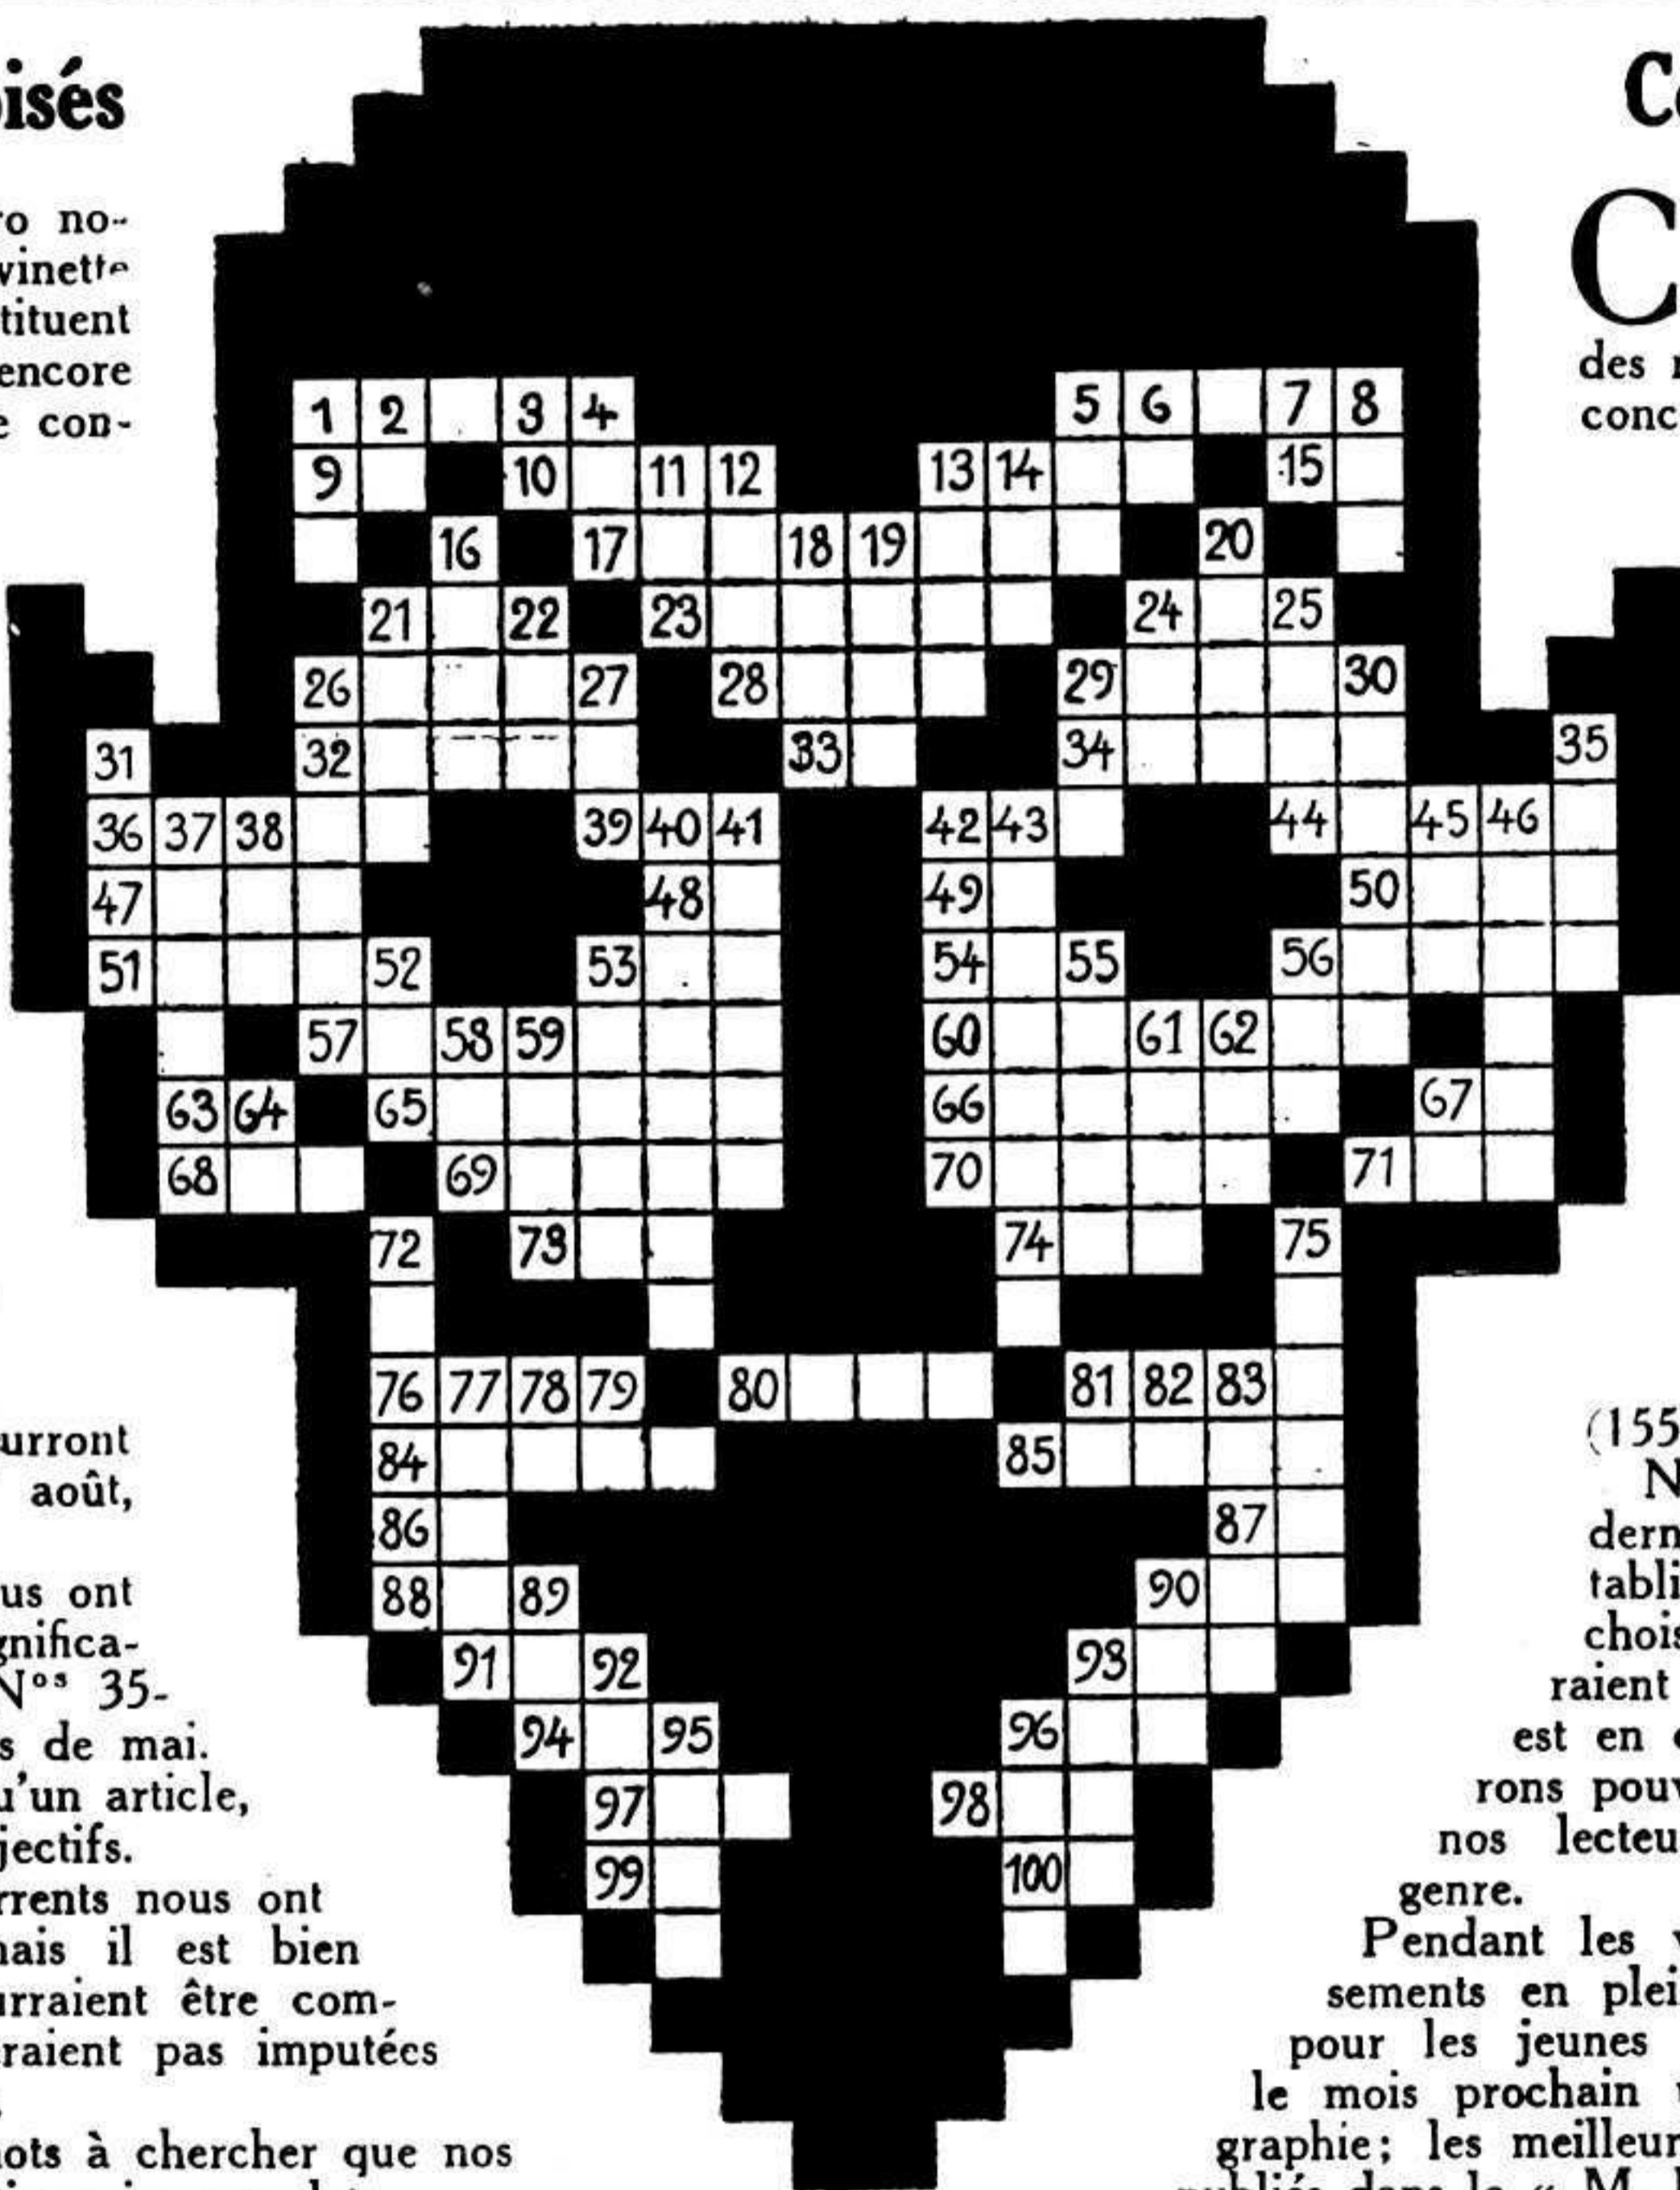 isés
ro no-
vinette
tituent
encore
e con-
C
des
conc
1 2 3 4 5 6 7 8
9 10 11 12 13 14 15
16 17 18 19 20
21 22 23 24 25
26 27 28 29 30
31 32 33 34 35
36 37 38 39 40 41 42 43 44 45 46
47 48 49 50
51 52 53 54 55 56
57 58 59 60 61 62
63 64 65 66 67
68 69 70 71
72 73 74 75
76 77 78 79 80 81 82 83
84 85
86 87
88 89 90
91 92 93
94 95 96
97 98
99 100
urront
août,
us ont
gnifica-
Nos 35-
s de mai.
u'un article,
jectifs.
rrents nous ont
nais il est bien
urraient être com-
raient pas imputées
ots à chercher que nos
(155
N
dern
tabli
chois
raient
est en
rons pouv
nos lecteu
genre.
Pendant les
sements en plei
pour les jeunes
le mois prochain
graphie; les meilleur
publiés dans le « M.